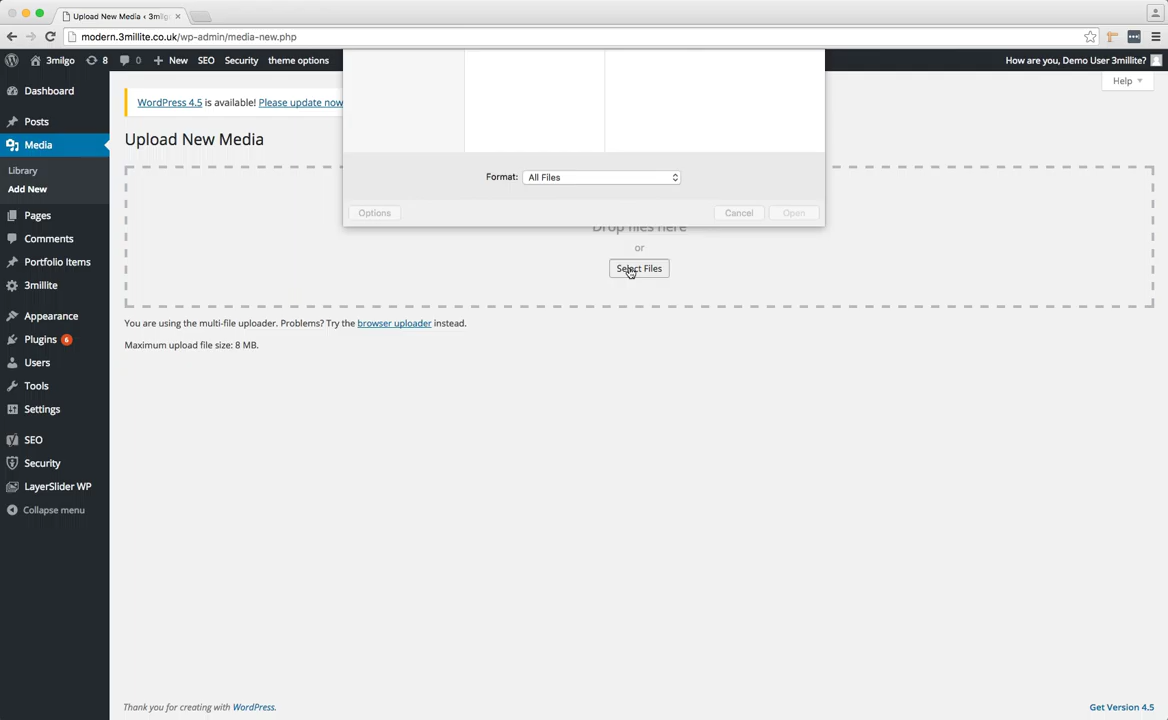 Upload New Media ‹ 3milgo
modern.3millite.co.uk/wp-admin/media-new.php
3milgo 8 0 New SEO Security theme options
How are you, Demo User 3millite?
Help
Dashboard
Posts
Media
Library
Add New
Pages
Comments
Portfolio Items
3millite
Appearance
Plugins 6
Users
Tools
Settings
SEO
Security
LayerSlider WP
Collapse menu
WordPress 4.5 is available! Please update now
Upload New Media
Format: All Files
Options
Cancel
Open
Drop files here
or
Select Files
You are using the multi-file uploader. Problems? Try the browser uploader instead.
Maximum upload file size: 8 MB.
Thank you for creating with WordPress.
Get Version 4.5